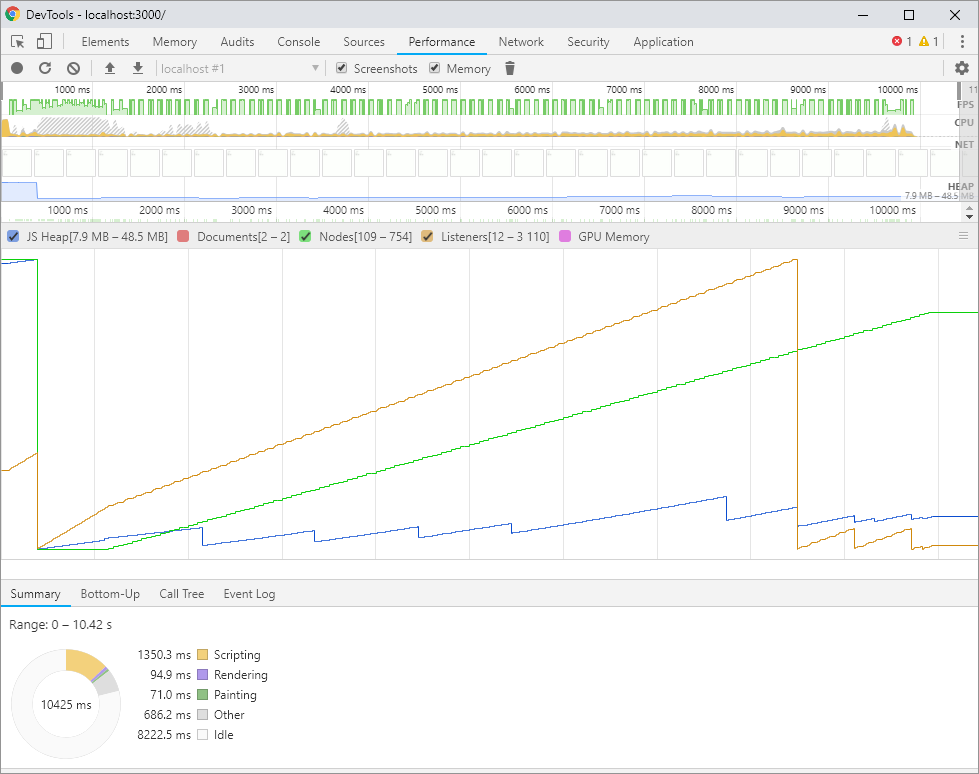 DevTools - localhost:3000/
Elements Memory Audits Console Sources Performance Network Security Application 1 1
localhost #1 Screenshots Memory
1000 ms 2000 ms 3000 ms 4000 ms 5000 ms 6000 ms 7000 ms 8000 ms 9000 ms 10000 ms 11
FPS
CPU
NET
HEAP
7.9 MB – 48.5 MB
1000 ms 2000 ms 3000 ms 4000 ms 5000 ms 6000 ms 7000 ms 8000 ms 9000 ms 10000 ms
JS Heap[7.9 MB – 48.5 MB] Documents[2 – 2] Nodes[109 – 754] Listeners[12 – 3 110] GPU Memory
Summary Bottom-Up Call Tree Event Log
Range: 0 – 10.42 s
10425 ms
1350.3 ms Scripting
94.9 ms Rendering
71.0 ms Painting
686.2 ms Other
8222.5 ms Idle